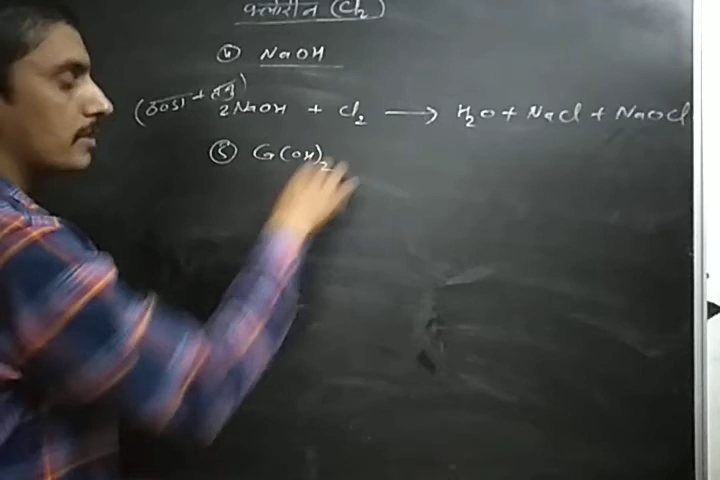 क्लोरीन (Cl2)
④ NaOH
(ठण्डा + तनु)
2NaOH + Cl2 ⟶ H2O + NaCl + NaOCl
⑤ Ca(OH)2